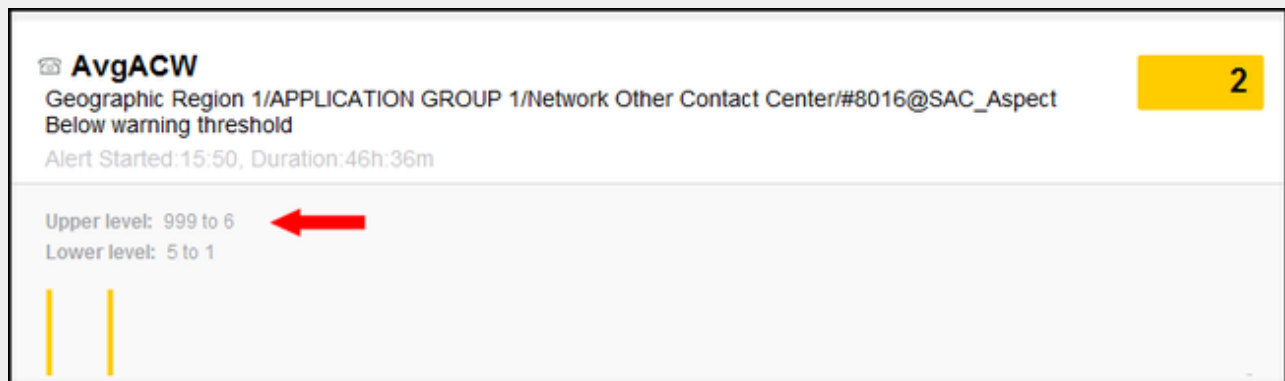 AvgACW
2
Geographic Region 1/APPLICATION GROUP 1/Network Other Contact Center/#8016@SAC_Aspect
Below warning threshold
Alert Started:15:50, Duration:46h:36m
Upper level: 999 to 6
Lower level: 5 to 1